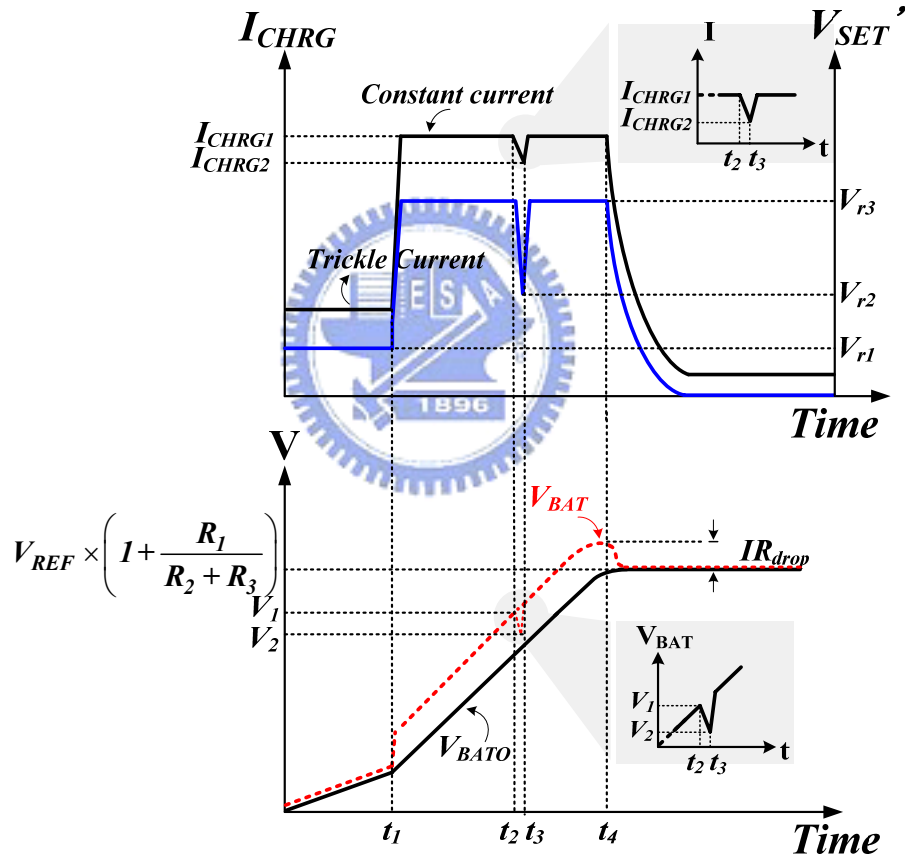 I_CHRG
V_SET'
I
I_CHRG1
I_CHRG2
t_2 t_3 t
Constant current
I_CHRG1
I_CHRG2
V_r3
Trickle Current
V_r2
V_r1
E S A
1896
Time
V
V_BAT
V_REF × (1 + R_1 / (R_2 + R_3))
IR_drop
V_1
V_2
V_BAT
V_1
V_2
t_2 t_3 t
V_BATO
t_1 t_2 t_3 t_4
Time